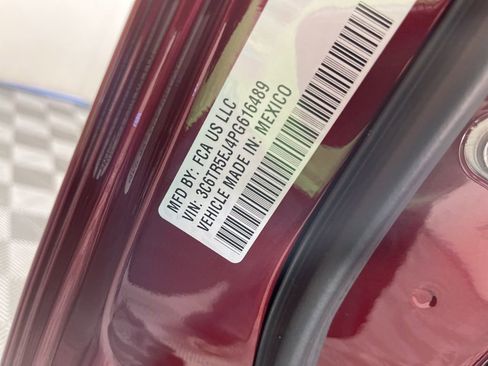 MFD BY: FCA US LLC
VIN: 3C6TR5EJ4PG616489
VEHICLE MADE IN: MEXICO